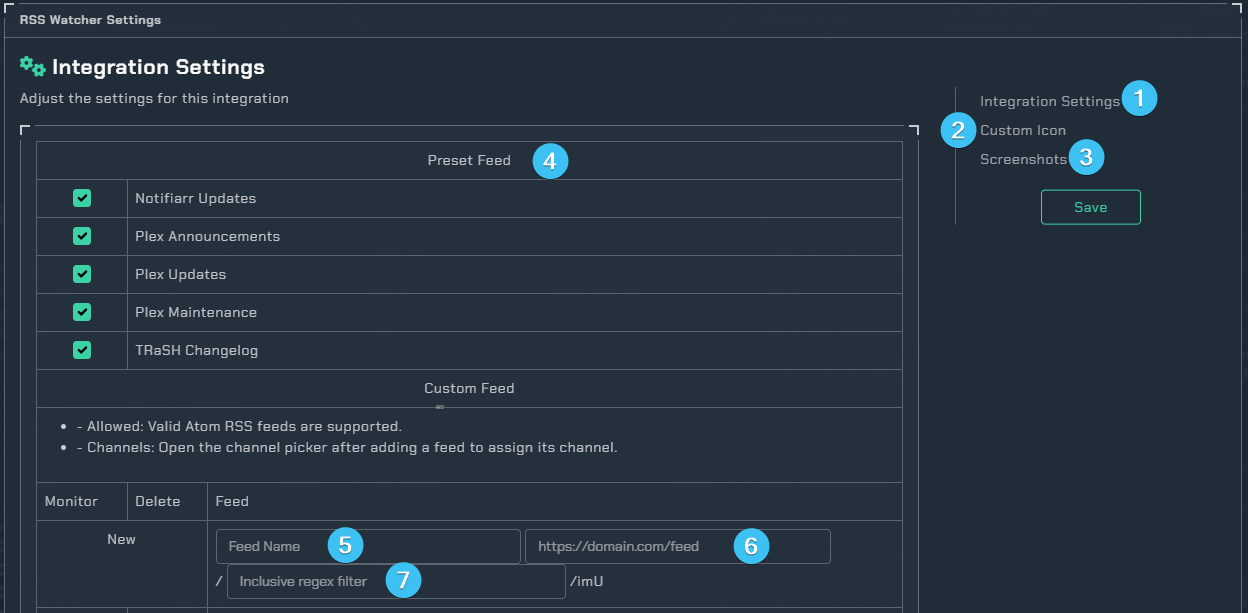 RSS Watcher Settings
Integration Settings
Adjust the settings for this integration
Integration Settings 1
2 Custom Icon
Screenshots 3
Save
Preset Feed 4
Notifiarr Updates
Plex Announcements
Plex Updates
Plex Maintenance
TRaSH Changelog
Custom Feed
- Allowed: Valid Atom RSS feeds are supported.
- Channels: Open the channel picker after adding a feed to assign its channel.
Monitor Delete Feed
New Feed Name 5 https://domain.com/feed 6
/ Inclusive regex filter 7 /imU